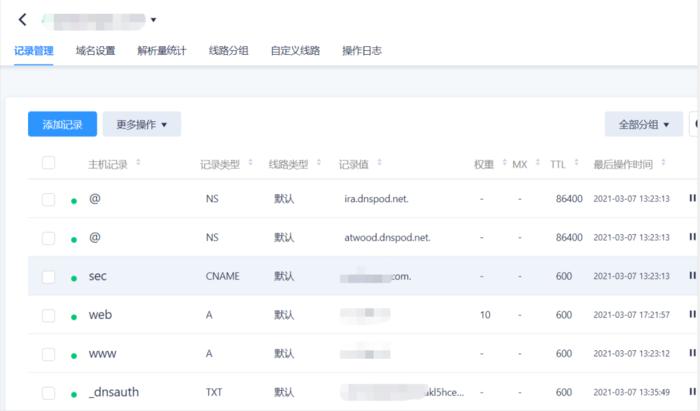 记录管理 域名设置 解析量统计 线路分组 自定义线路 操作日志
添加记录 更多操作 全部分组
主机记录 记录类型 线路类型 记录值 权重 MX TTL 最后操作时间
@ NS 默认 ira.dnspod.net. - - 86400 2021-03-07 13:23:13
@ NS 默认 atwood.dnspod.net. - - 86400 2021-03-07 13:23:13
sec CNAME 默认 com. - - 600 2021-03-07 13:23:13
web A 默认 10 - 600 2021-03-07 17:21:57
www A 默认 - - 600 2021-03-07 13:23:12
_dnsauth TXT 默认 akl5hce... - - 600 2021-03-07 13:35:49